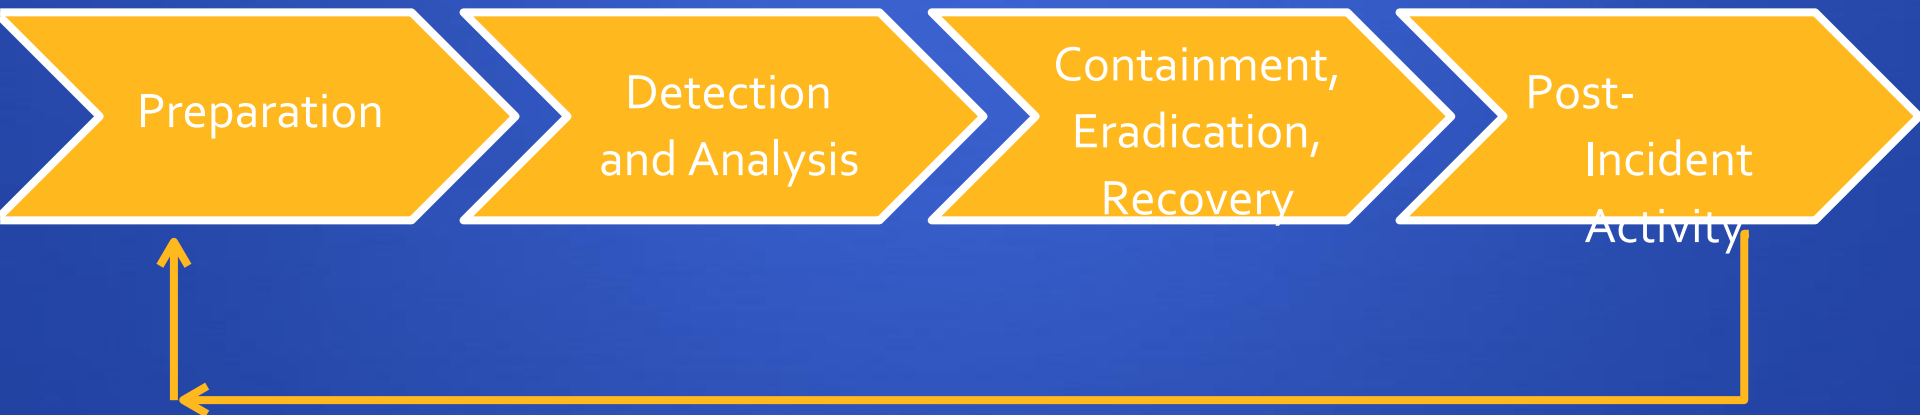 Preparation
Detection
and Analysis
Containment,
Eradication,
Recovery
Post-
Incident
Activity